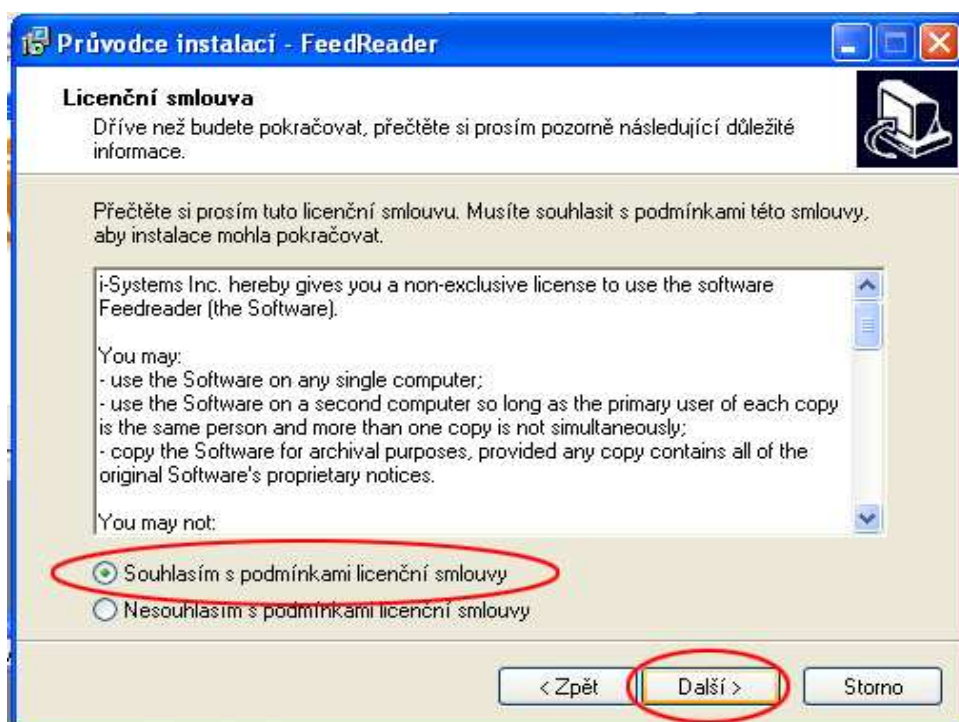 Průvodce instalací - FeedReader
Licenční smlouva
Dříve než budete pokračovat, přečtěte si prosím pozorně následující důležité
informace.
Přečtěte si prosím tuto licenční smlouvu. Musíte souhlasit s podmínkami této smlouvy,
aby instalace mohla pokračovat.
i-Systems Inc. hereby gives you a non-exclusive license to use the software
Feedreader (the Software).
You may:
- use the Software on any single computer;
- use the Software on a second computer so long as the primary user of each copy
is the same person and more than one copy is not simultaneously;
- copy the Software for archival purposes, provided any copy contains all of the
original Software's proprietary notices.
You may not:
Souhlasím s podmínkami licenční smlouvy
Nesouhlasím s podmínkami licenční smlouvy
< Zpět
Další >
Storno